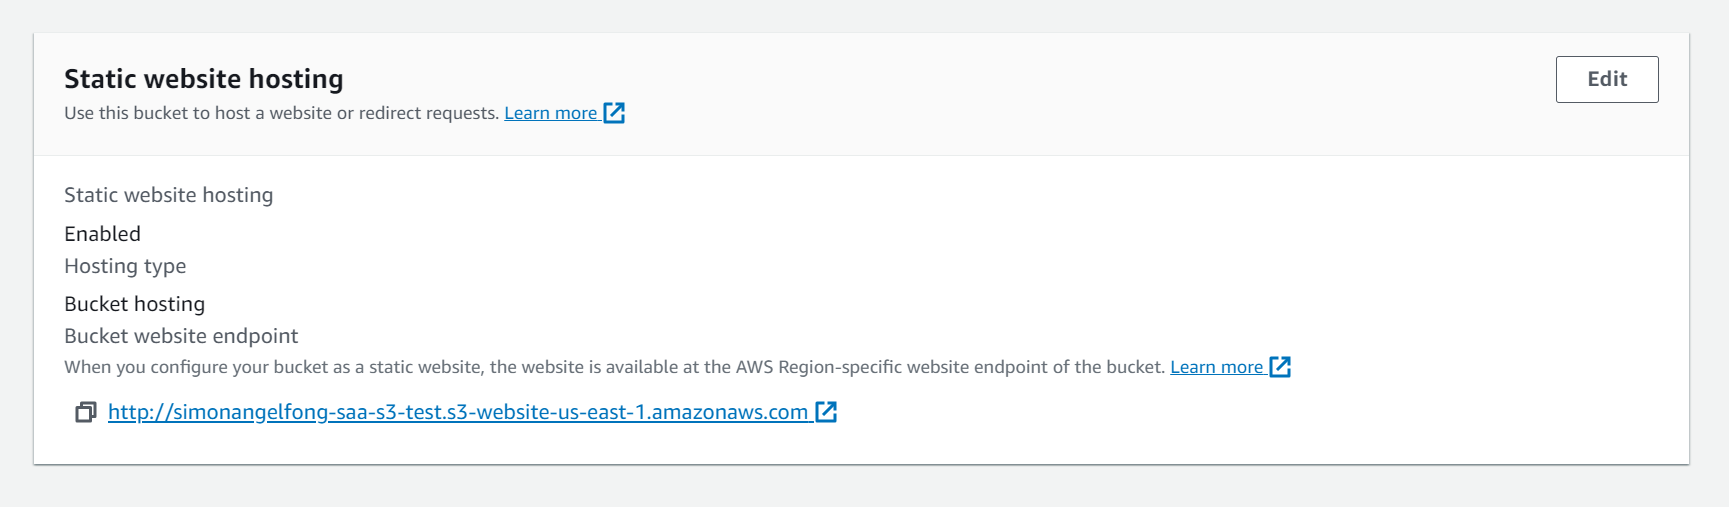 Static website hosting
Edit
Use this bucket to host a website or redirect requests. Learn more
Static website hosting
Enabled
Hosting type
Bucket hosting
Bucket website endpoint
When you configure your bucket as a static website, the website is available at the AWS Region-specific website endpoint of the bucket. Learn more
http://simonangelfong-saa-s3-test.s3-website-us-east-1.amazonaws.com